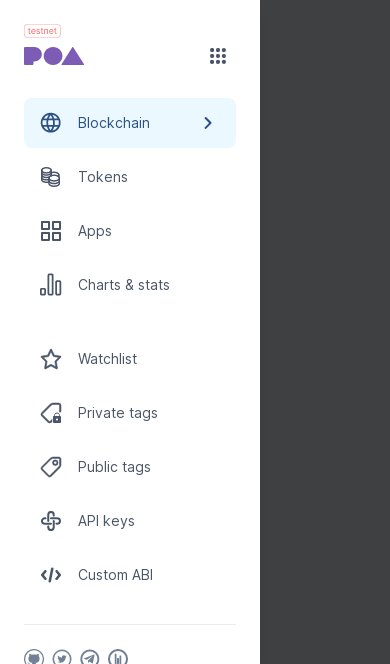 testnet
POA
Blockchain
Tokens
Apps
Charts & stats
Watchlist
Private tags
Public tags
API keys
Custom ABI